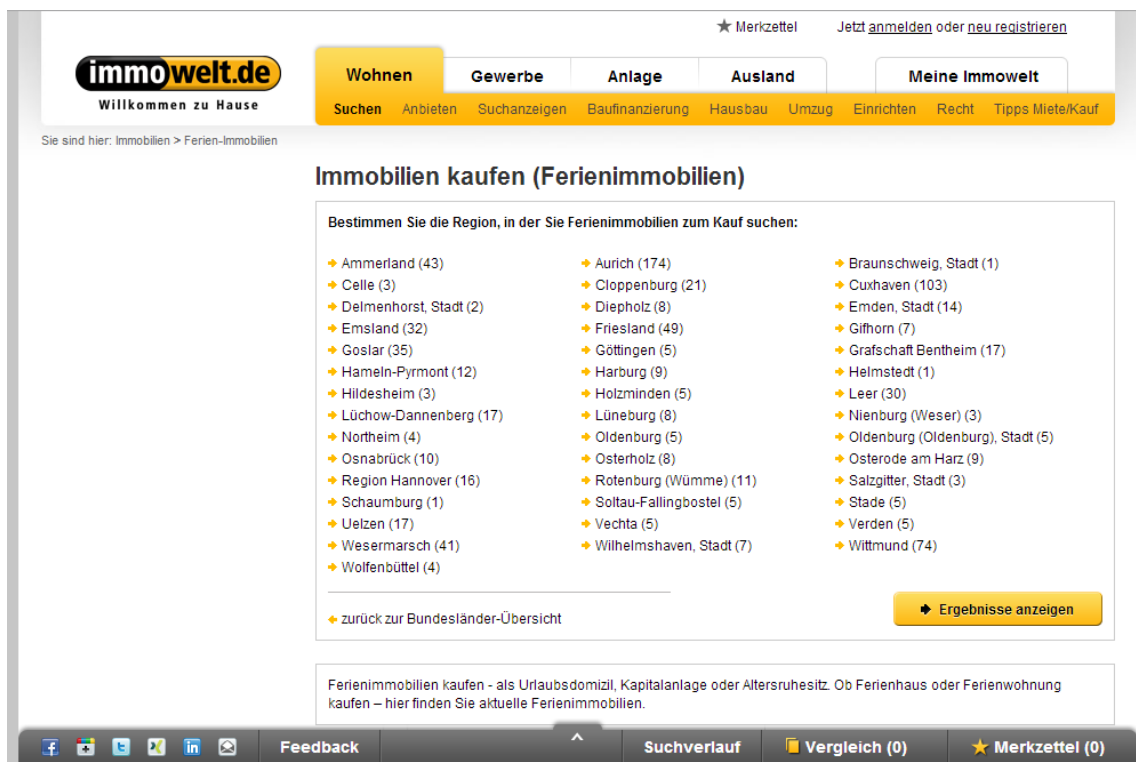 Merkzettel Jetzt anmelden oder neu registrieren
immowelt.de
Willkommen zu Hause
Wohnen Gewerbe Anlage Ausland Meine Immowelt
Suchen Anbieten Suchanzeigen Baufinanzierung Hausbau Umzug Einrichten Recht Tipps Miete/Kauf
Sie sind hier: Immobilien > Ferien-Immobilien
Immobilien kaufen (Ferienimmobilien)
Bestimmen Sie die Region, in der Sie Ferienimmobilien zum Kauf suchen:
Ammerland (43) Aurich (174) Braunschweig, Stadt (1)
Celle (3) Cloppenburg (21) Cuxhaven (103)
Delmenhorst, Stadt (2) Diepholz (8) Emden, Stadt (14)
Emsland (32) Friesland (49) Gifhorn (7)
Goslar (35) Göttingen (5) Grafschaft Bentheim (17)
Hameln-Pyrmont (12) Harburg (9) Helmstedt (1)
Hildesheim (3) Holzminden (5) Leer (30)
Lüchow-Dannenberg (17) Lüneburg (8) Nienburg (Weser) (3)
Northeim (4) Oldenburg (5) Oldenburg (Oldenburg), Stadt (5)
Osnabrück (10) Osterholz (8) Osterode am Harz (9)
Region Hannover (16) Rotenburg (Wümme) (11) Salzgitter, Stadt (3)
Schaumburg (1) Soltau-Fallingbostel (5) Stade (5)
Uelzen (17) Vechta (5) Verden (5)
Wesermarsch (41) Wilhelmshaven, Stadt (7) Wittmund (74)
Wolfenbüttel (4)
zurück zur Bundesländer-Übersicht Ergebnisse anzeigen
Ferienimmobilien kaufen - als Urlaubsdomizil, Kapitalanlage oder Altersruhesitz. Ob Ferienhaus oder Ferienwohnung
kaufen – hier finden Sie aktuelle Ferienimmobilien.
Feedback Suchverlauf Vergleich (0) Merkzettel (0)